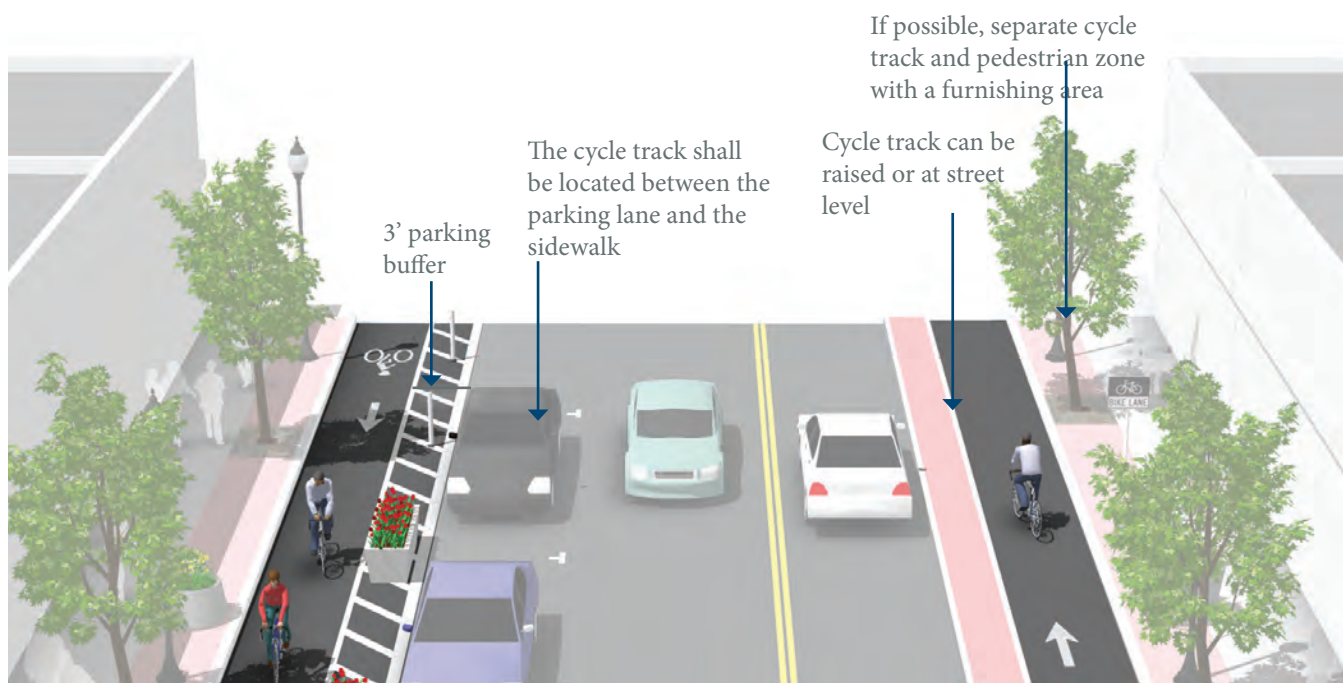 If possible, separate cycle
track and pedestrian zone
with a furnishing area
The cycle track shall
be located between the
parking lane and the
sidewalk
Cycle track can be
raised or at street
level
3’ parking
buffer
BIKE LANE